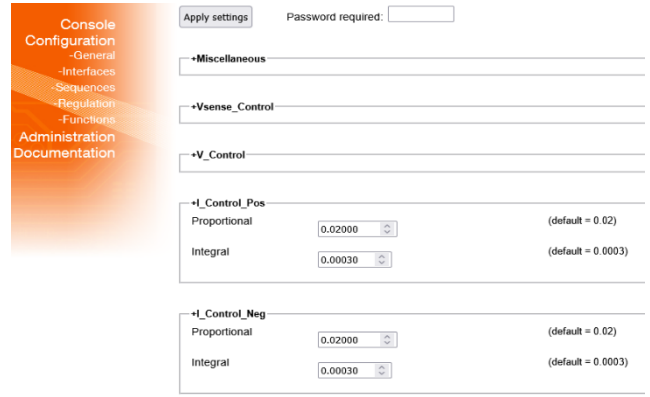 Console
Configuration
-General
-Interfaces
-Sequences
-Regulation
-Functions
Administration
Documentation
Apply settings Password required:
+Miscellaneous
+Vsense_Control
+V_Control
+I_Control_Pos
Proportional 0.02000 (default = 0.02)
Integral 0.00030 (default = 0.0003)
+I_Control_Neg
Proportional 0.02000 (default = 0.02)
Integral 0.00030 (default = 0.0003)